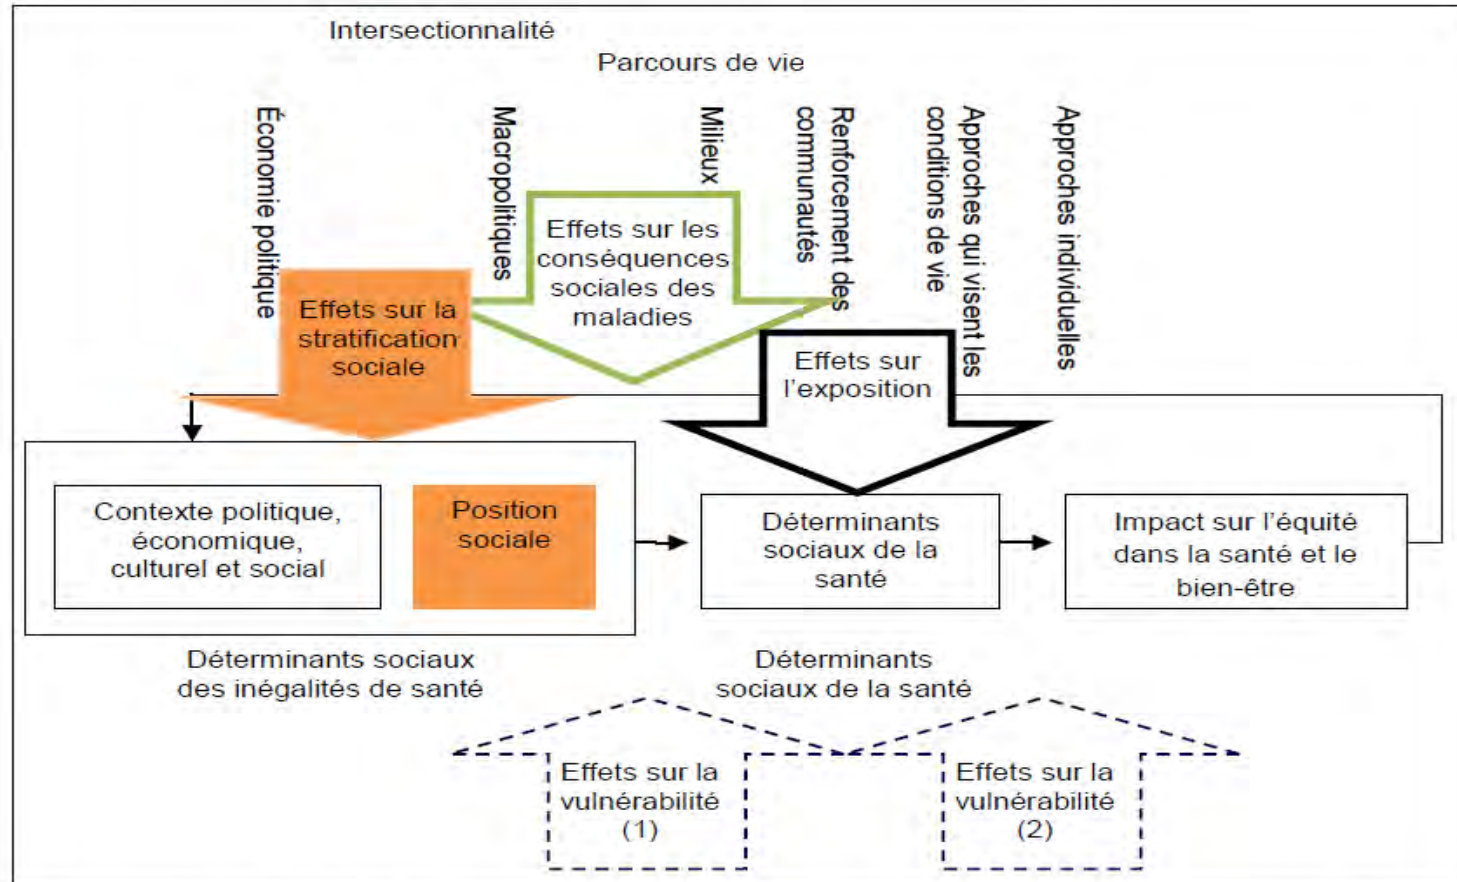 Intersectionnalité
Parcours de vie
Économie politique
Macropolitiques
Milieux
Renforcement des
communautés
Approches qui visent les
conditions de vie
Approches individuelles
Effets sur les
conséquences
sociales des
maladies
Effets sur la
stratification
sociale
Effets sur
l'exposition
Contexte politique,
économique,
culturel et social
Position
sociale
Déterminants
sociaux de la
santé
Impact sur l'équité
dans la santé et le
bien-être
Déterminants sociaux
des inégalités de santé
Déterminants
sociaux de la santé
Effets sur la
vulnérabilité
(1)
Effets sur la
vulnérabilité
(2)